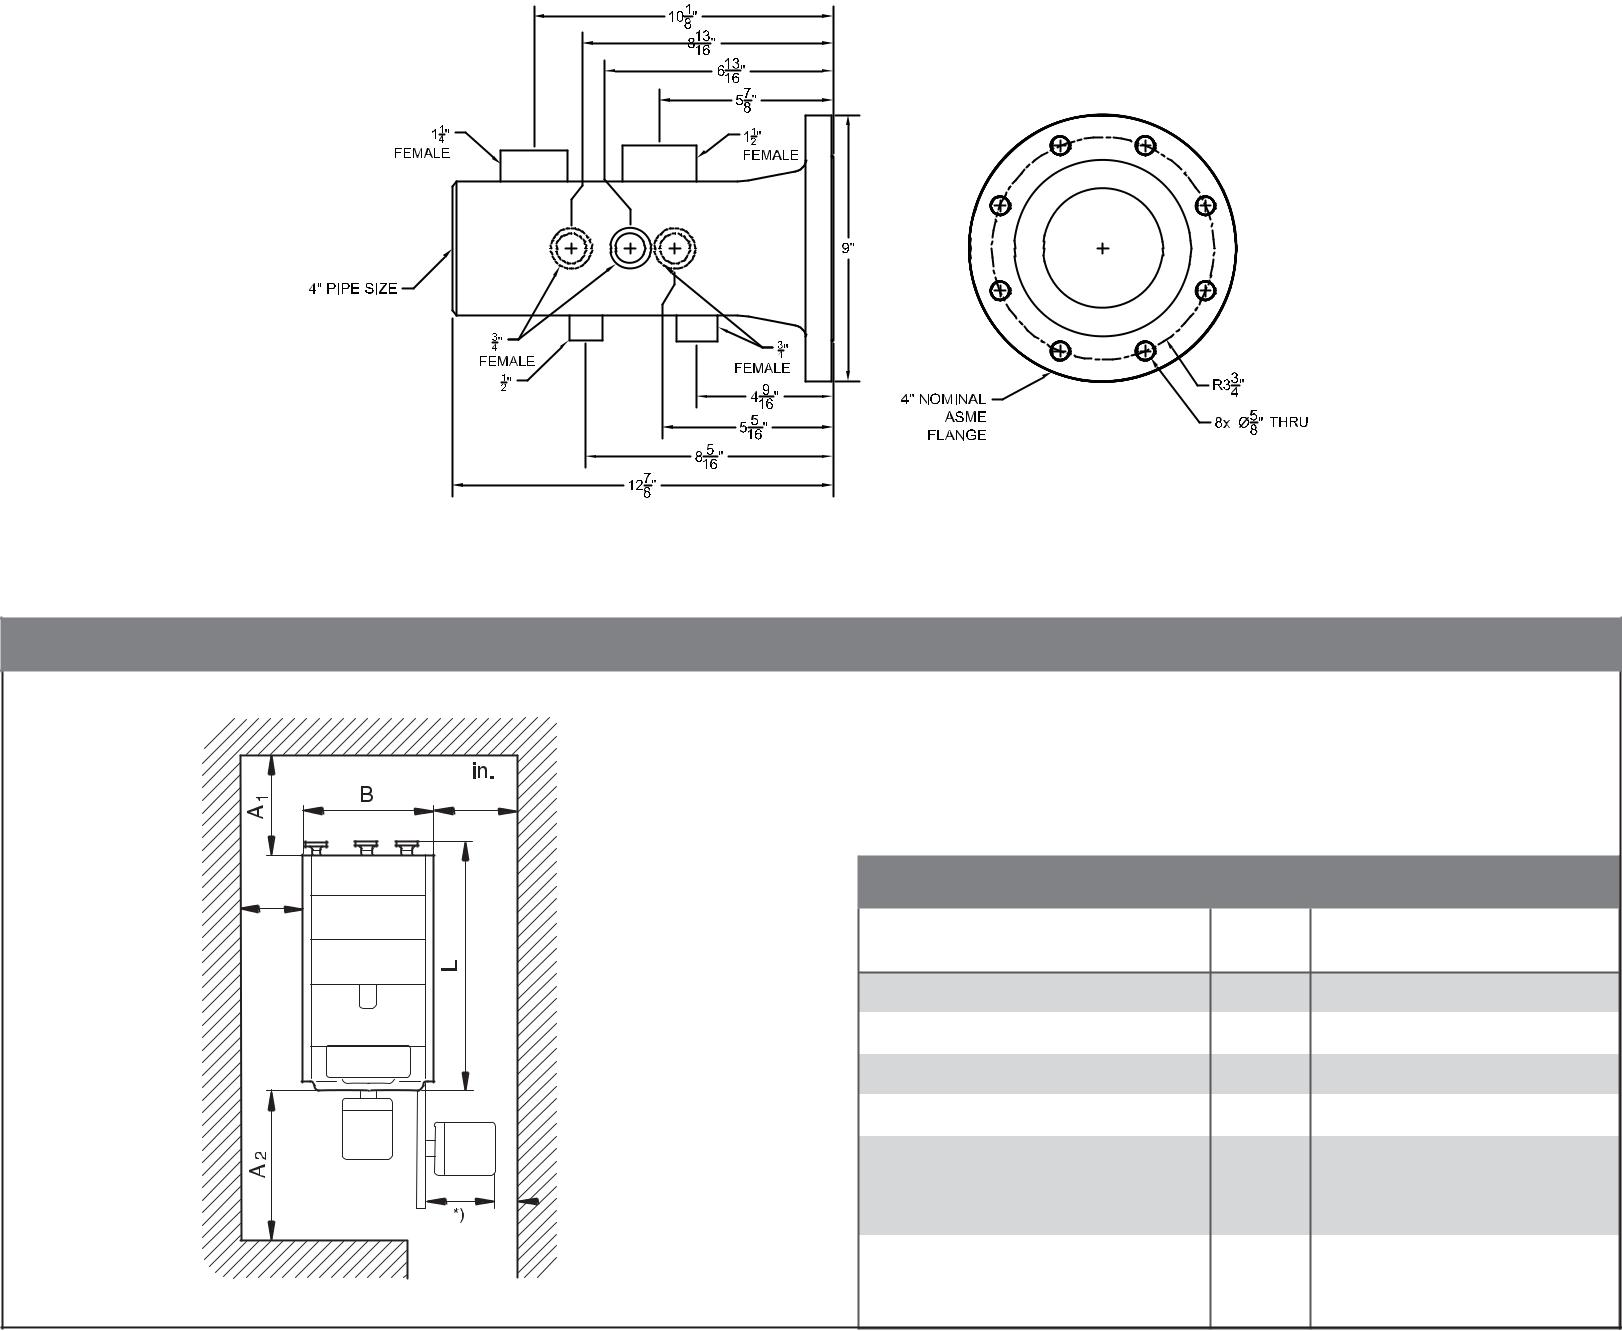 10 1/8"
8 13/16"
6 13/16"
5 7/8"
1 1/4"
FEMALE
1 1/2"
FEMALE
9"
4" PIPE SIZE
3/4"
FEMALE
1/2"
3/1"
FEMALE
4 9/16"
5 5/16"
8 5/16"
12 7/8"
R3 3/4"
4" NOMINAL
ASME
FLANGE
8x Ø 5/8" THRU
in.
A1
B
L
A2
*)